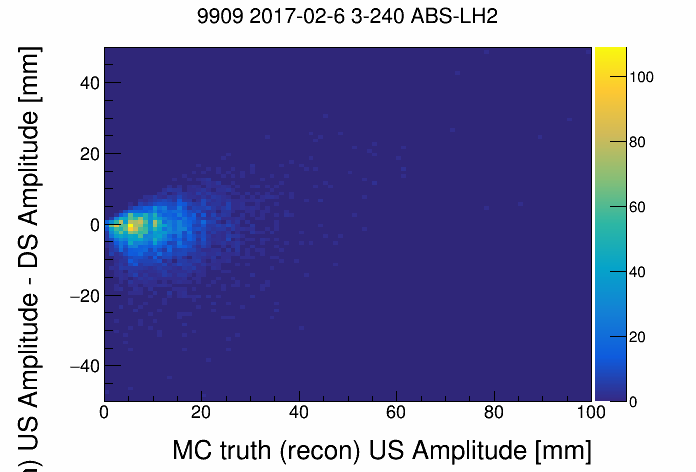 9909 2017-02-6 3-240 ABS-LH2
) US Amplitude - DS Amplitude [mm]
40
20
0
−20
−40
0 20 40 60 80 100
MC truth (recon) US Amplitude [mm]
100
80
60
40
20
0